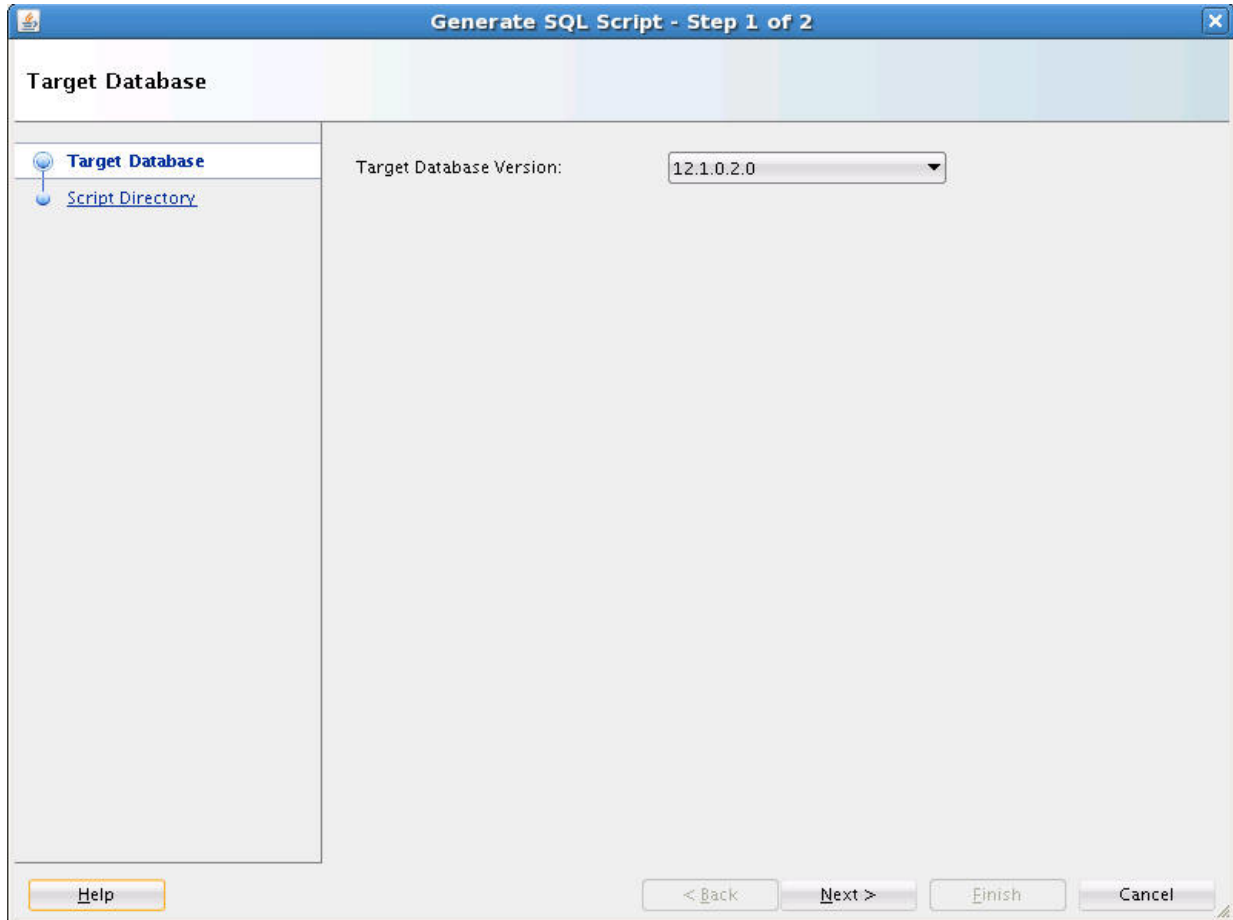 Generate SQL Script - Step 1 of 2
Target Database
Target Database
Script Directory
Target Database Version:
12.1.0.2.0
Help
< Back
Next >
Finish
Cancel